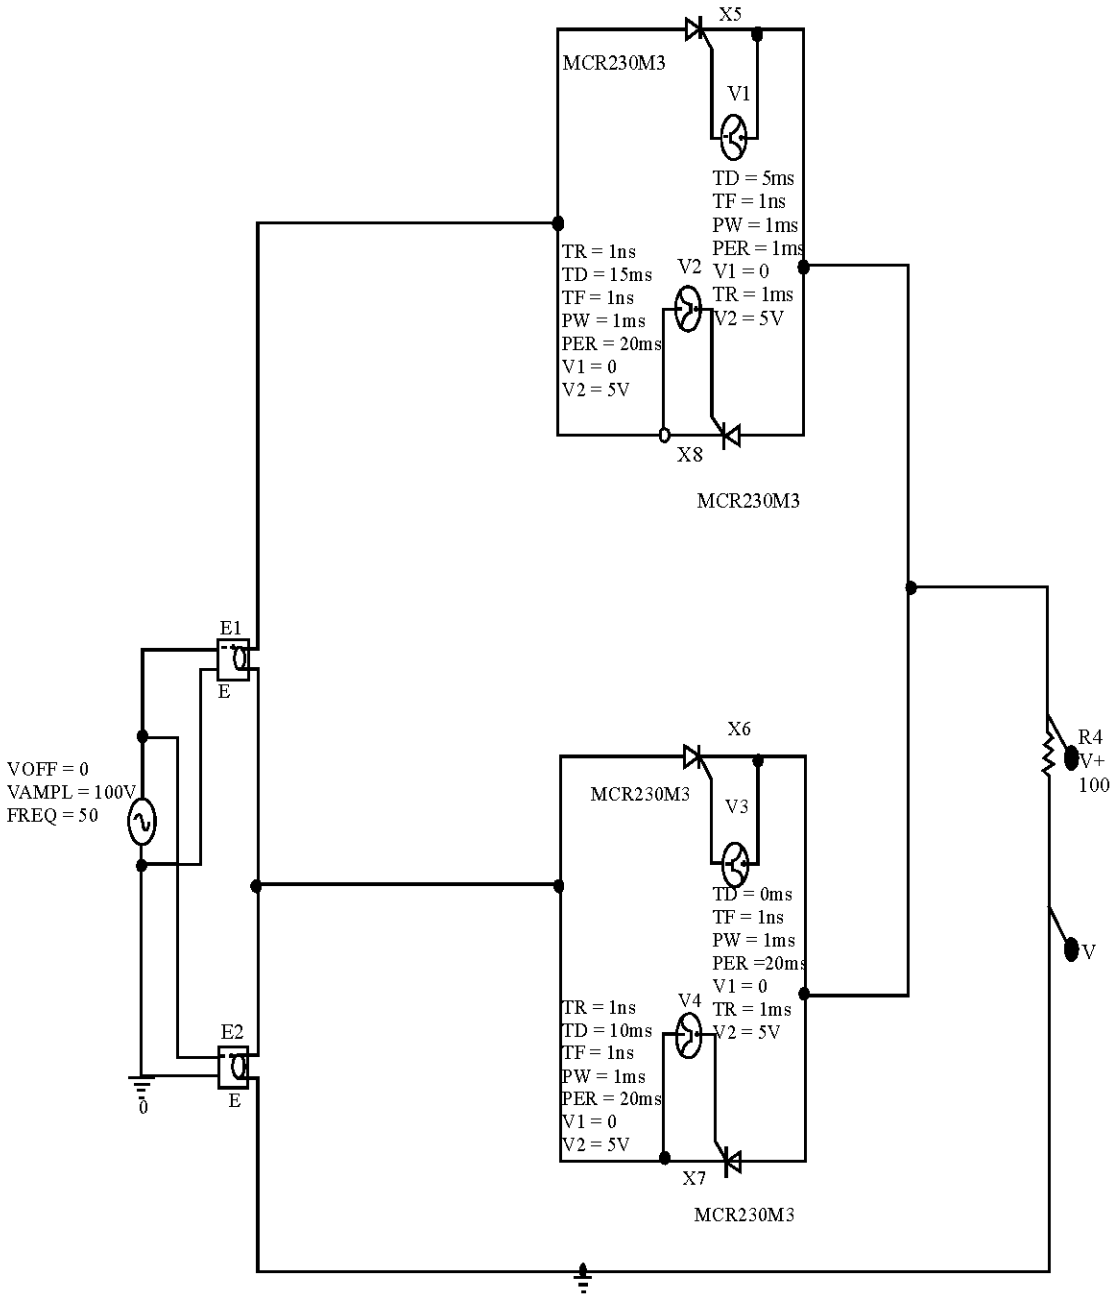 X5
MCR230M3
V1
TD = 5ms
TF = 1ns
PW = 1ms
PER = 1ms
V1 = 0
TR = 1ms
V2 = 5V
V2
TR = 1ns
TD = 15ms
TF = 1ns
PW = 1ms
PER = 20ms
V1 = 0
V2 = 5V
X8
MCR230M3
E1
E
VOFF = 0
VAMPL = 100V
FREQ = 50
R4
V+
100
V
X6
MCR230M3
V3
TD = 0ms
TF = 1ns
PW = 1ms
PER =20ms
V1 = 0
TR = 1ms
V2 = 5V
V4
TR = 1ns
TD = 10ms
TF = 1ns
PW = 1ms
PER = 20ms
V1 = 0
V2 = 5V
X7
MCR230M3
E2
E
0